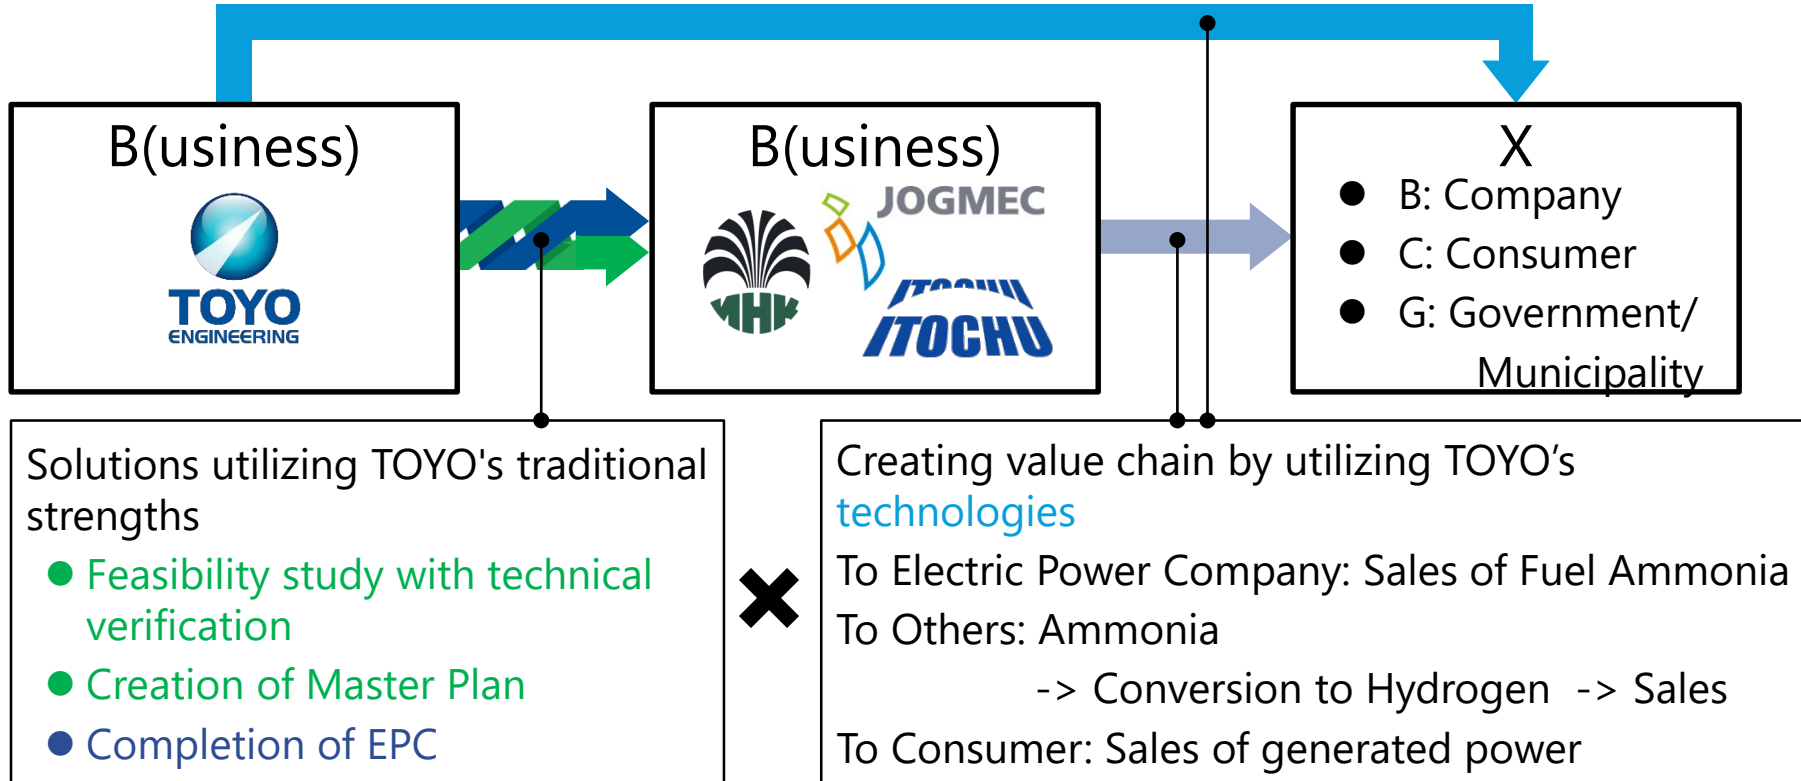 B(usiness)
TOYO
ENGINEERING
B(usiness)
JOGMEC
ИНК
ITOCHU
ITOCHU
X
● B: Company
● C: Consumer
● G: Government/
Municipality
Solutions utilizing TOYO's traditional
strengths
● Feasibility study with technical
verification
● Creation of Master Plan
● Completion of EPC
Creating value chain by utilizing TOYO’s
technologies
To Electric Power Company: Sales of Fuel Ammonia
To Others: Ammonia
-> Conversion to Hydrogen -> Sales
To Consumer: Sales of generated power